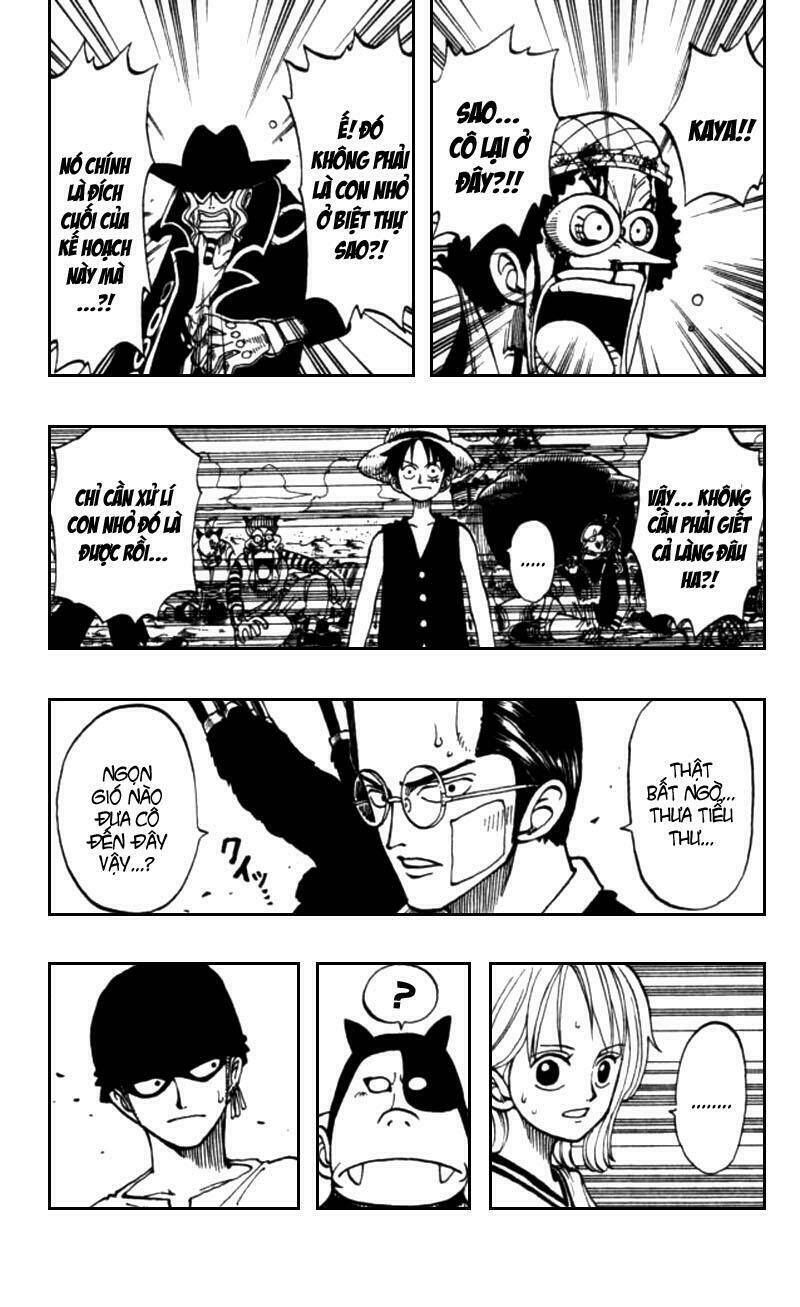 KAYA!!
SAO...
CÔ LẠI Ở
ĐÂY?!!
Ế! ĐÓ
KHÔNG PHẢI
LÀ CON NHỎ
Ở BIỆT THỰ
SAO?!
NÓ CHÍNH
LÀ ĐÍCH
CUỐI CỦA
KẾ HOẠCH
NÀY MÀ
...?!
VẬY... KHÔNG
CẦN PHẢI GIẾT
CẢ LÀNG ĐÂU
HA?!
.....
CHỈ CẦN XỬ LÍ
CON NHỎ ĐÓ LÀ
ĐƯỢC RỒI...
THẬT
BẤT NGỜ...
THƯA TIỂU
THƯ...
クイッ...
NGỌN
GIÓ NÀO
ĐƯA CÔ
ĐẾN ĐÂY
VẬY...?
........
?